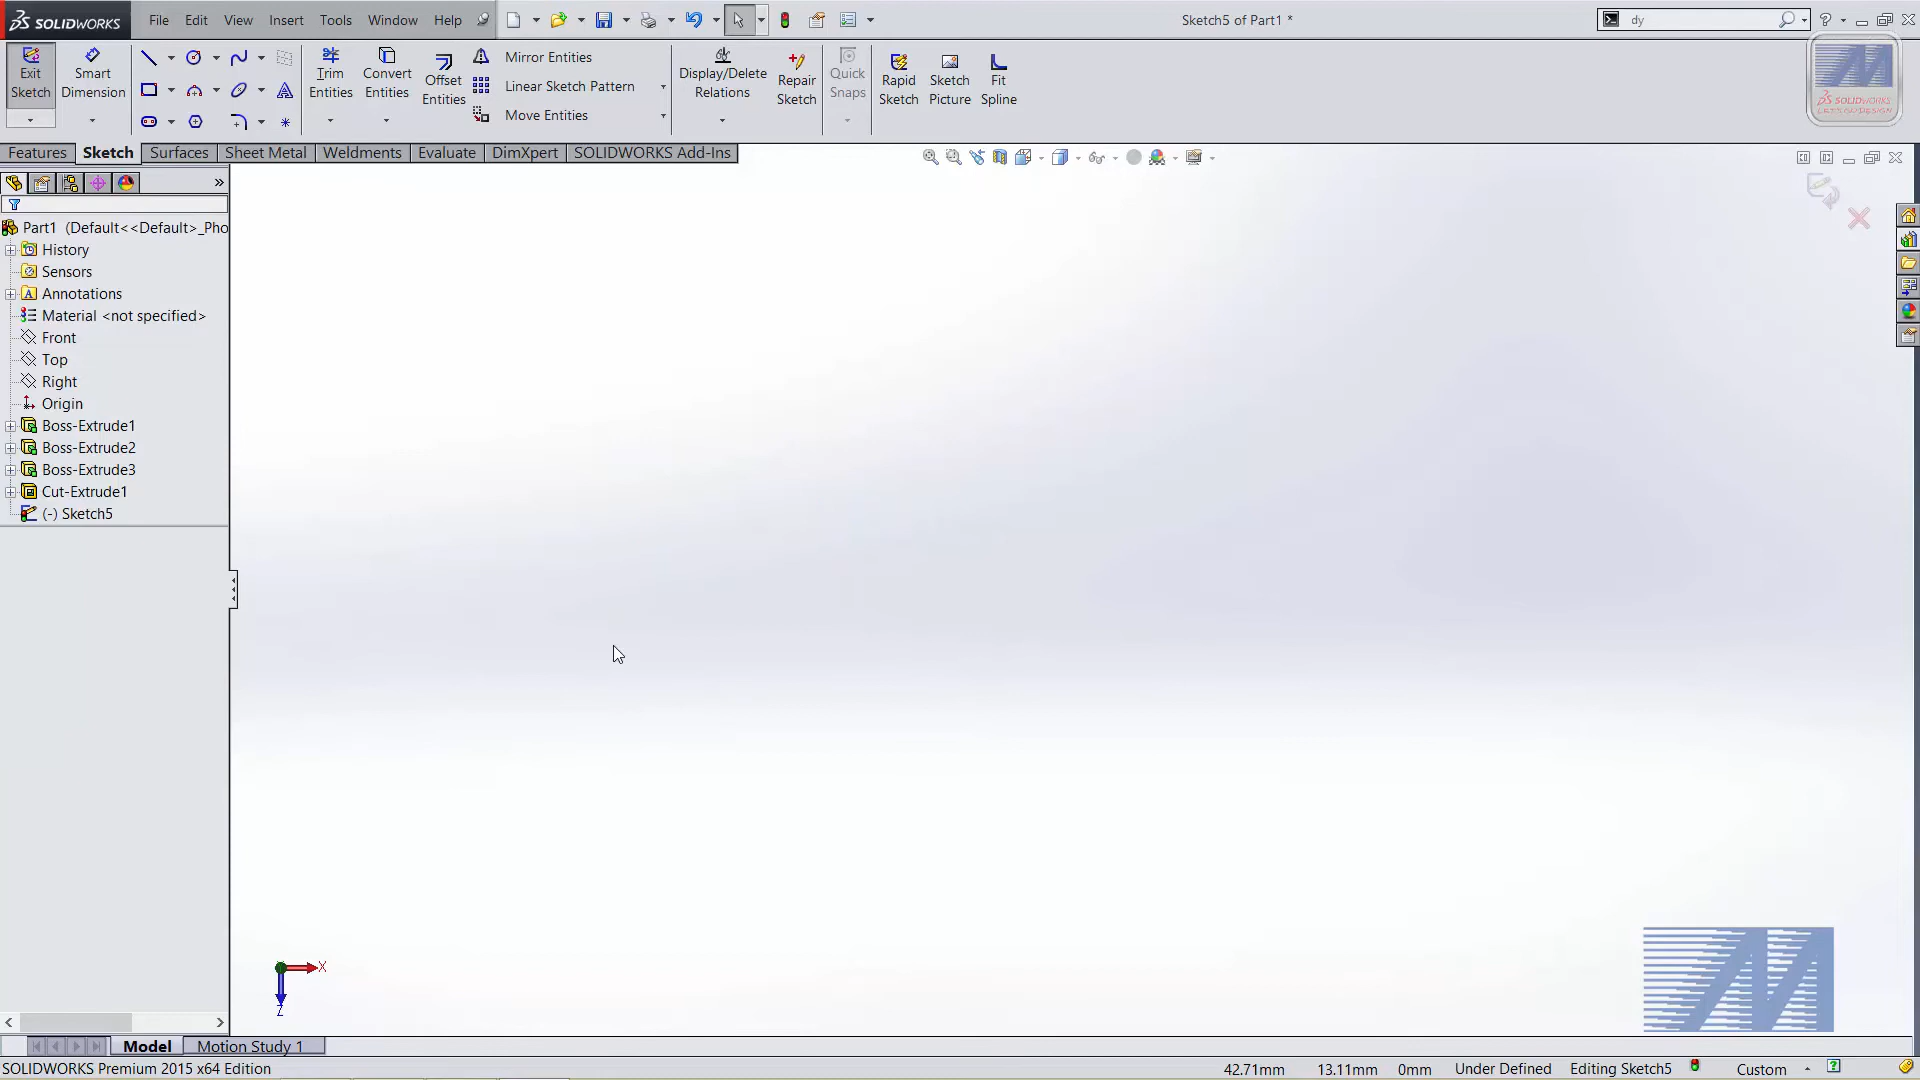 SOLIDWORKS File Edit View Insert Tools Window Help Sketch5 of Part1 * dy
Exit Sketch
Smart Dimension
Trim Entities
Convert Entities
Offset Entities
Mirror Entities
Linear Sketch Pattern
Move Entities
Display/Delete Relations
Repair Sketch
Quick Snaps
Rapid Sketch
Sketch Picture
Fit Spline
SOLIDWORKS
LET'S GO DESIGN
Features Sketch Surfaces Sheet Metal Weldments Evaluate DimXpert SOLIDWORKS Add-Ins
Part1 (Default<<Default>_Pho
History
Sensors
Annotations
Material <not specified>
Front
Top
Right
Origin
Boss-Extrude1
Boss-Extrude2
Boss-Extrude3
Cut-Extrude1
(-) Sketch5
X
Z
Model Motion Study 1
SOLIDWORKS Premium 2015 x64 Edition 42.71mm 13.11mm 0mm Under Defined Editing Sketch5 Custom